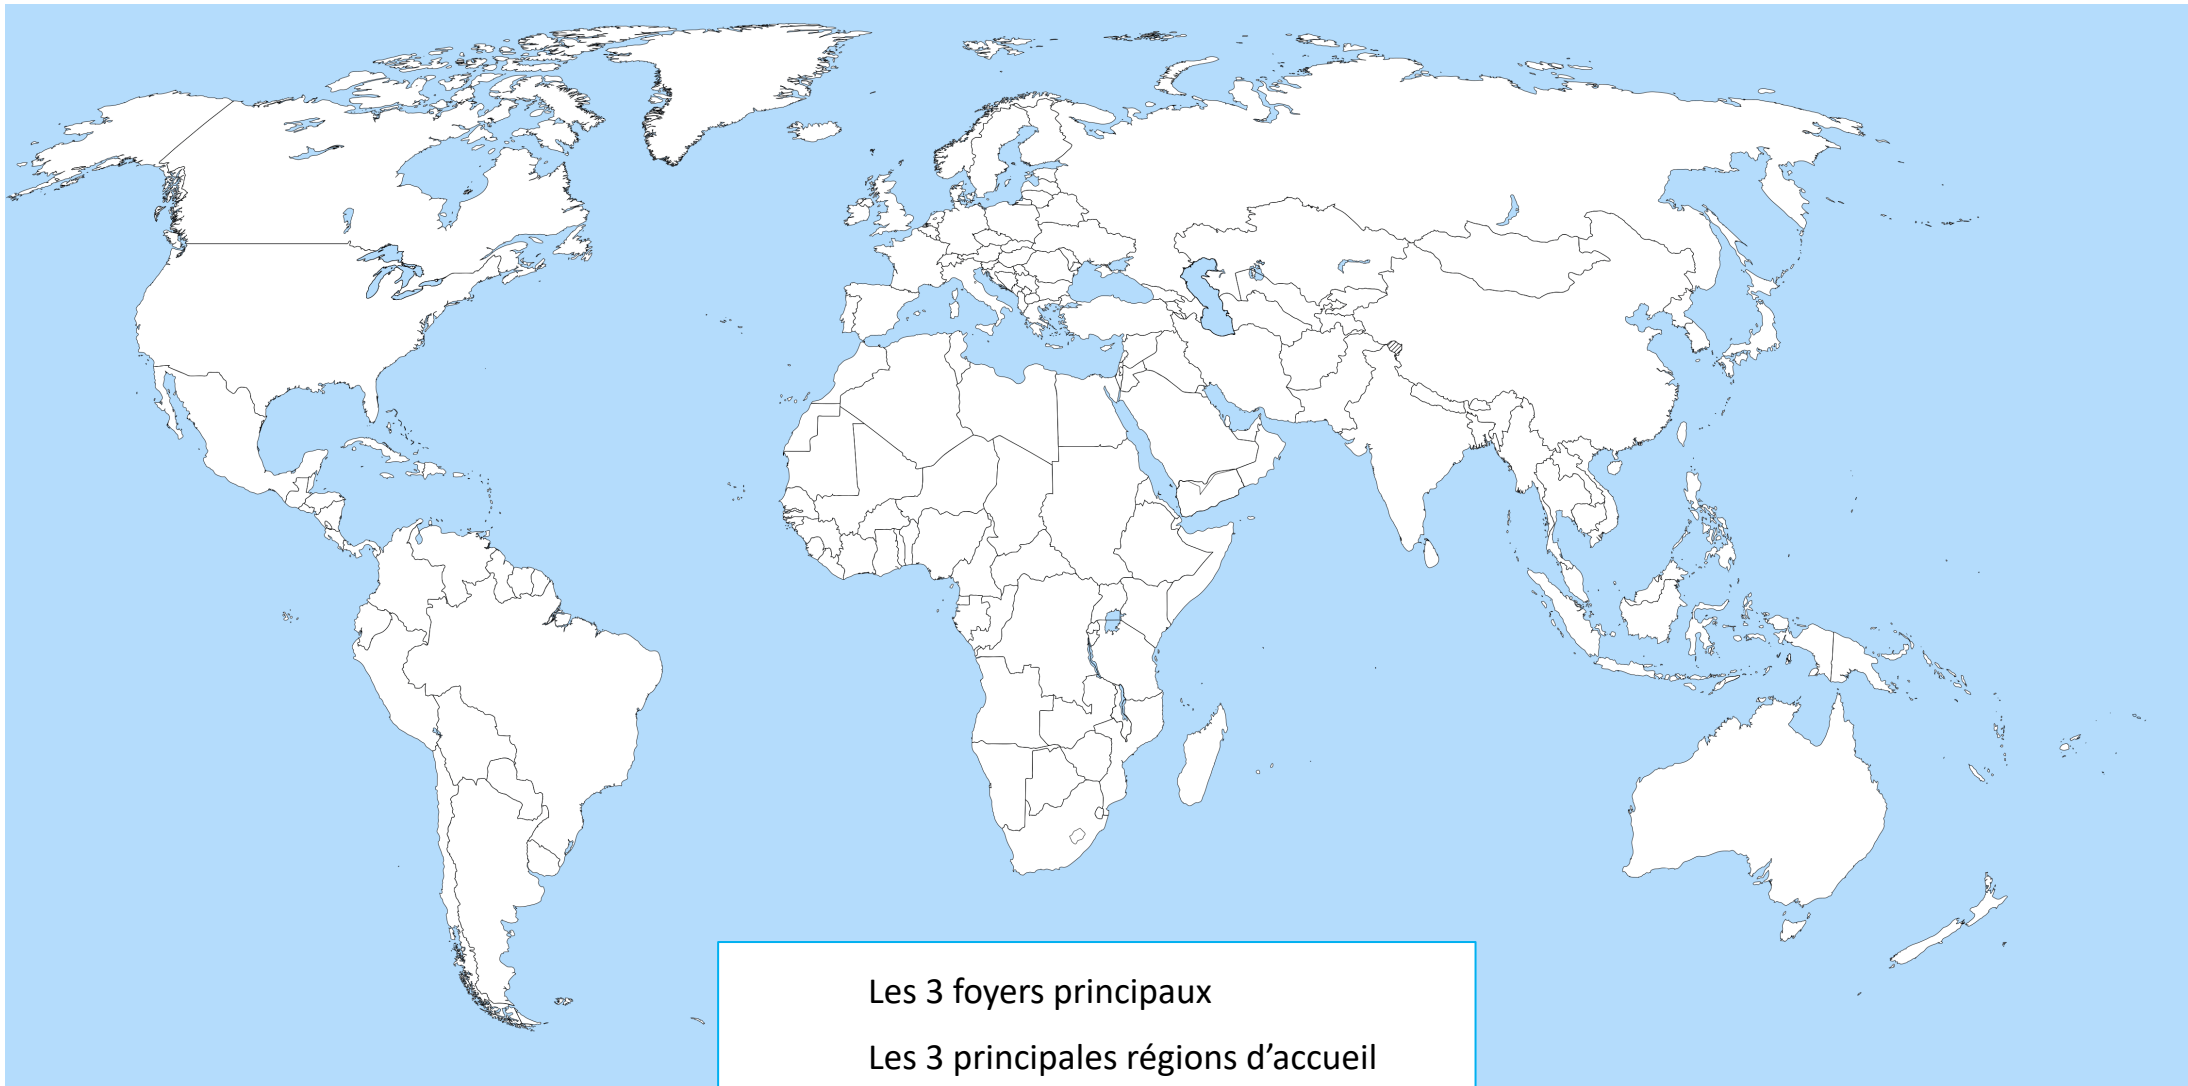 Les 3 foyers principaux
Les 3 principales régions d’accueil